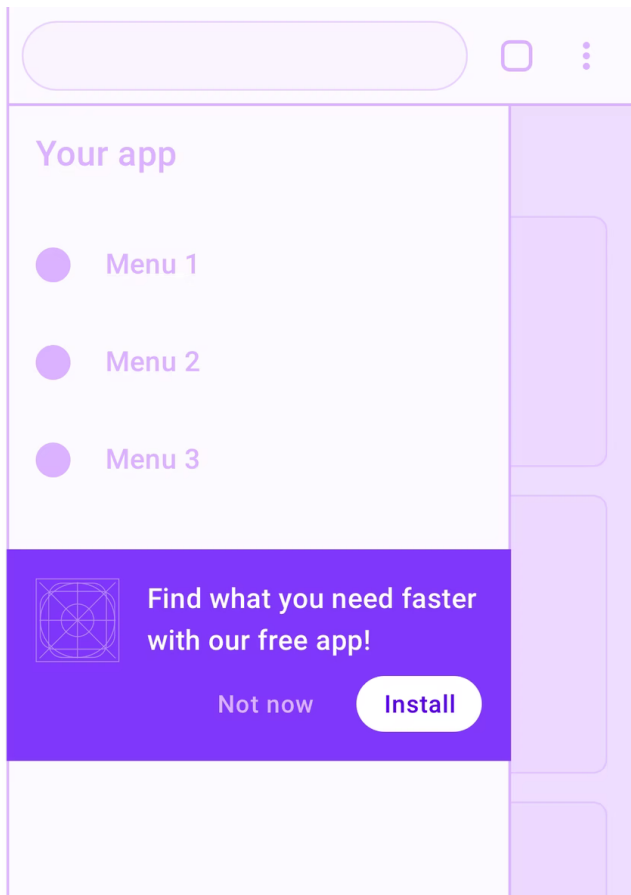 Your app
Menu 1
Menu 2
Menu 3
Find what you need faster
with our free app!
Not now
Install